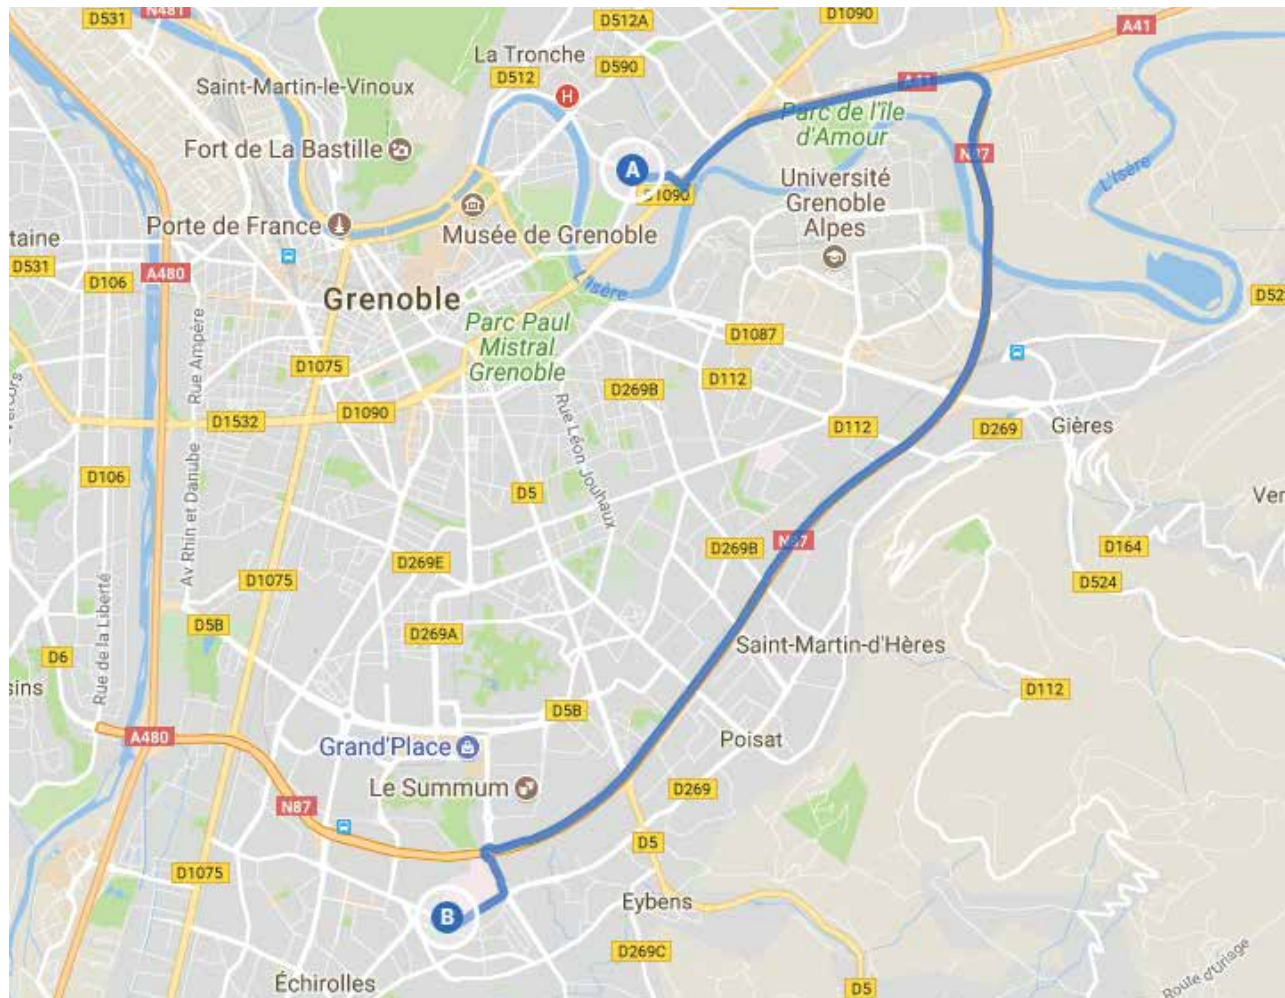 N481
D531
D512A
D1090
A41
La Tronche
D590
D512
H
Saint-Martin-le-Vinoux
Parc de l'île
d'Amour
Fort de La Bastille
N87
L'Isère
A
D1090
Université
Grenoble
Alpes
Porte de France
Musée de Grenoble
taine
D531
A480
D106
L'Isère
Grenoble
Parc Paul
Mistral
Grenoble
D1087
Rue Ampère
D1075
D112
D269B
D1090
D1532
D112
D269
Gières
Rue Léon Jouhaux
D106
D5
Av Rhin et Danube
N87
D269B
D164
D269E
D1075
D524
D5B
D269A
Rue de la Liberté
Saint-Martin-d'Hères
D6
sins
D112
D5B
A480
Grand'Place
Poisat
Le Summum
D269
N87
D5
D1075
Eybens
B
D269C
Échirolles
D5
Route d'Uriage